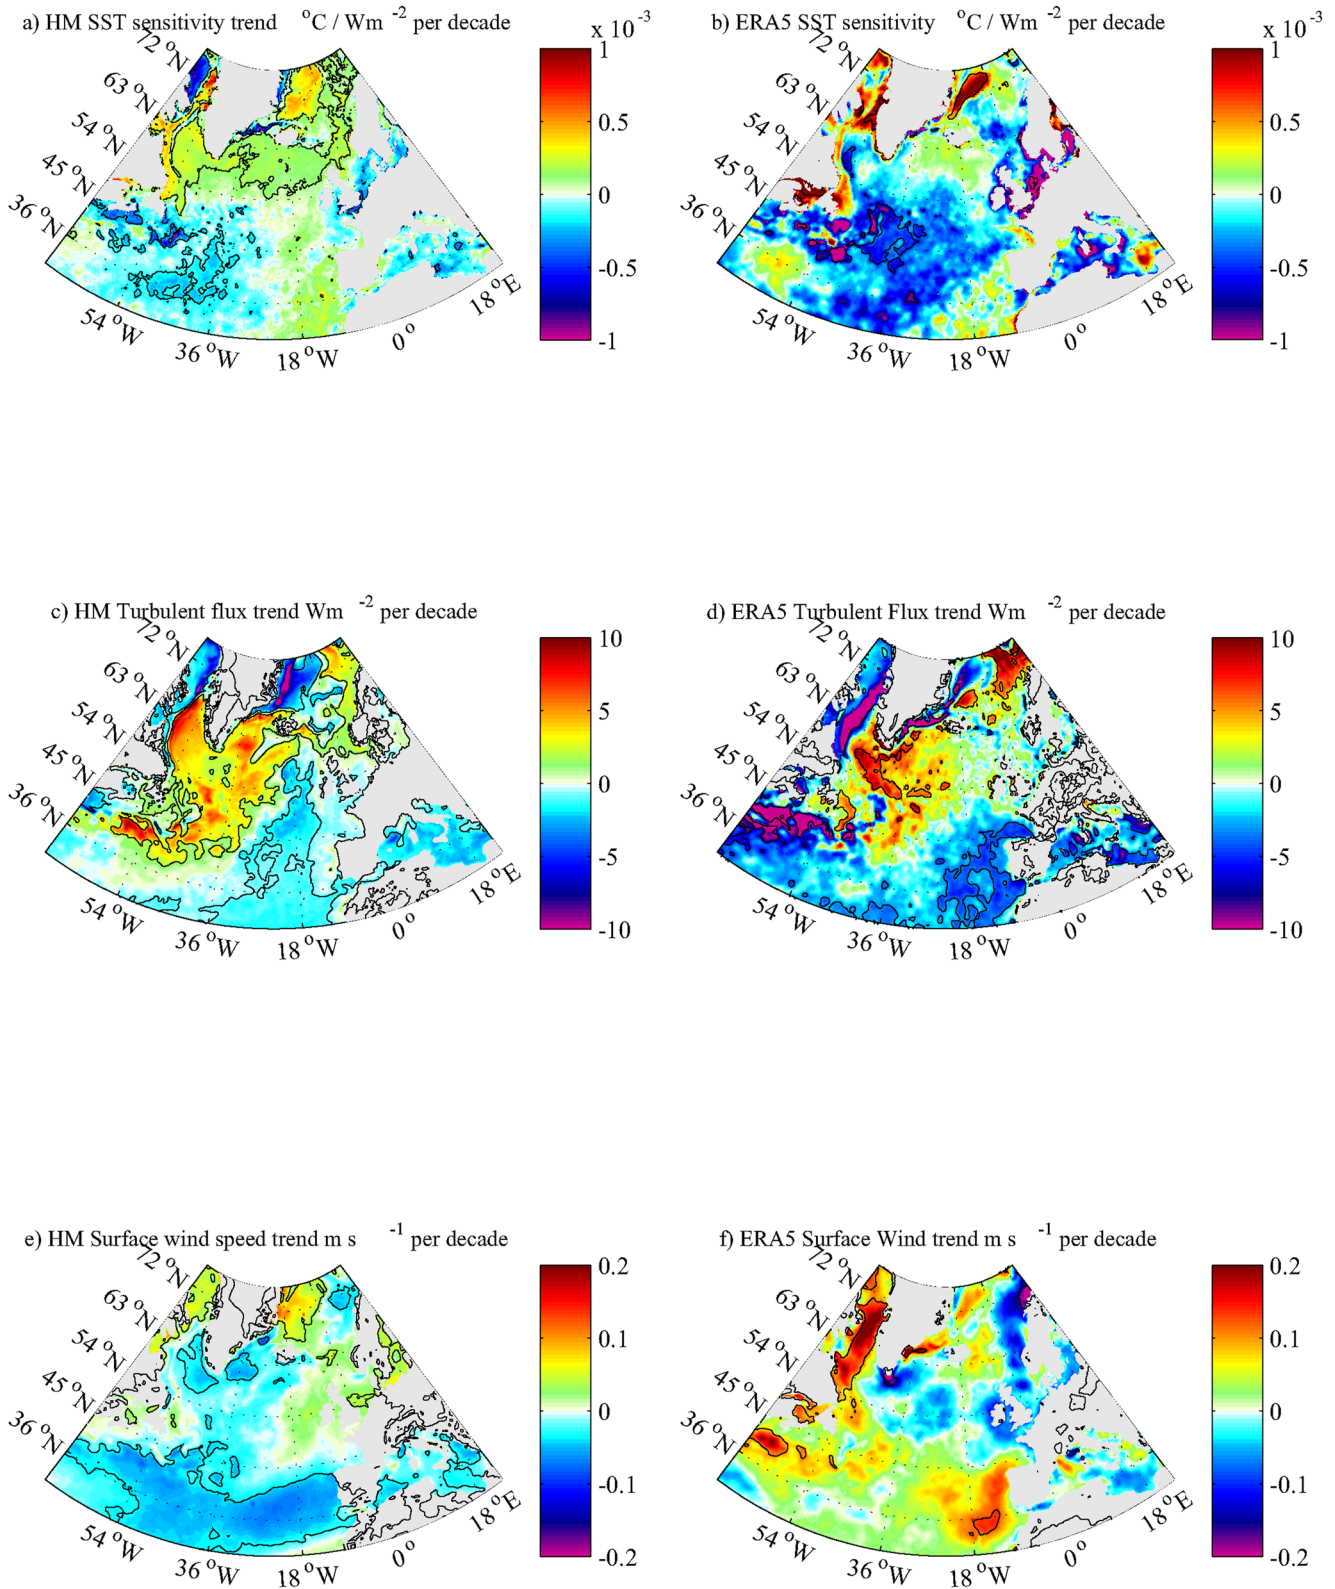 a) HM SST sensitivity trend °C / Wm -2 per decade
x 10 -3
72 °N
63 °N
54 °N
45 °N
36 °N
54 °W
36 °W
18 °W
0 °
18 °E
1
0.5
0
-0.5
-1
b) ERA5 SST sensitivity °C / Wm -2 per decade
x 10 -3
72 °N
63 °N
54 °N
45 °N
36 °N
54 °W
36 °W
18 °W
0 °
18 °E
1
0.5
0
-0.5
-1
c) HM Turbulent flux trend Wm -2 per decade
72 °N
63 °N
54 °N
45 °N
36 °N
54 °W
36 °W
18 °W
0 °
18 °E
10
5
0
-5
-10
d) ERA5 Turbulent Flux trend Wm -2 per decade
72 °N
63 °N
54 °N
45 °N
36 °N
54 °W
36 °W
18 °W
0 °
18 °E
10
5
0
-5
-10
e) HM Surface wind speed trend m s -1 per decade
72 °N
63 °N
54 °N
45 °N
36 °N
54 °W
36 °W
18 °W
0 °
18 °E
0.2
0.1
0
-0.1
-0.2
f) ERA5 Surface Wind trend m s -1 per decade
72 °N
63 °N
54 °N
45 °N
36 °N
54 °W
36 °W
18 °W
0 °
18 °E
0.2
0.1
0
-0.1
-0.2